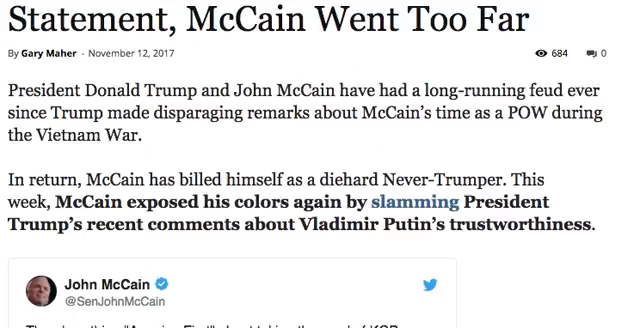 Statement, McCain Went Too Far
By Gary Maher - November 12, 2017 684 0
President Donald Trump and John McCain have had a long-running feud ever
since Trump made disparaging remarks about McCain’s time as a POW during
the Vietnam War.
In return, McCain has billed himself as a diehard Never-Trumper. This
week, McCain exposed his colors again by slamming President
Trump’s recent comments about Vladimir Putin’s trustworthiness.
John McCain
@SenJohnMcCain